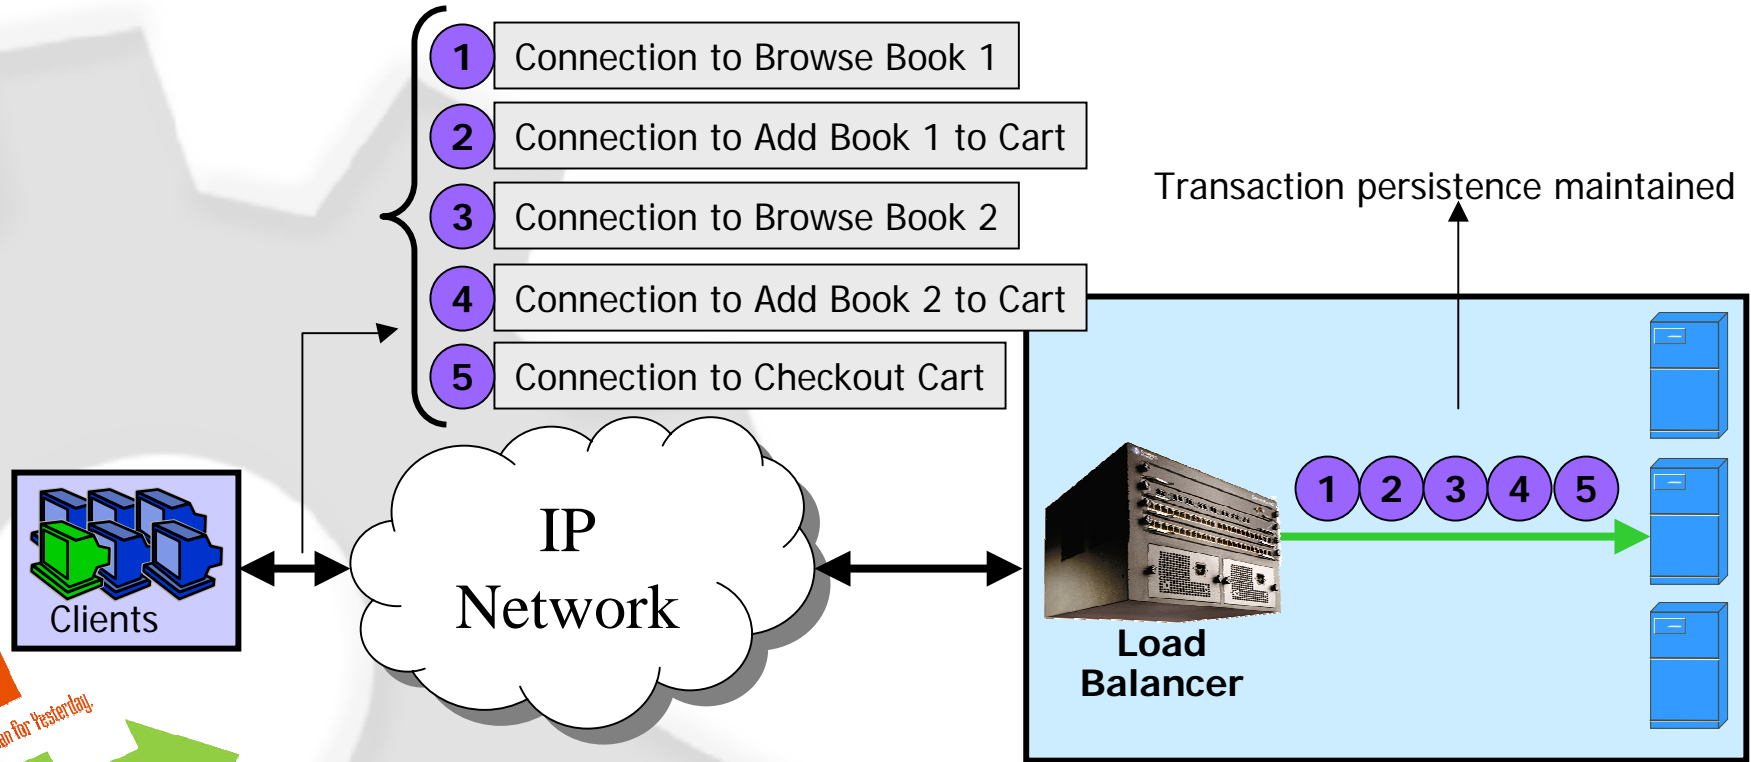 1 Connection to Browse Book 1
2 Connection to Add Book 1 to Cart
3 Connection to Browse Book 2
4 Connection to Add Book 2 to Cart
5 Connection to Checkout Cart
Transaction persistence maintained
1 2 3 4 5
IP
Network
Clients
Load
Balancer
for Yesterday.